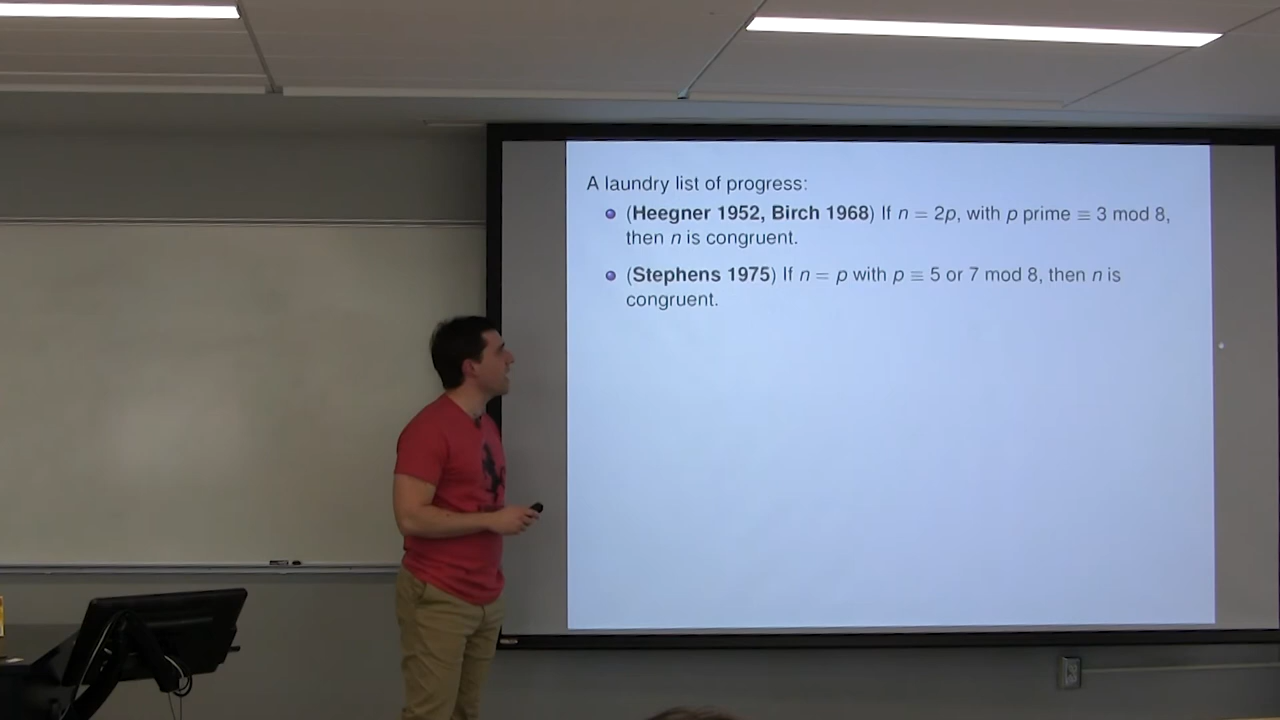 A laundry list of progress:
(Heegner 1952, Birch 1968) If n = 2p, with p prime ≡ 3 mod 8,
then n is congruent.
(Stephens 1975) If n = p with p ≡ 5 or 7 mod 8, then n is
congruent.